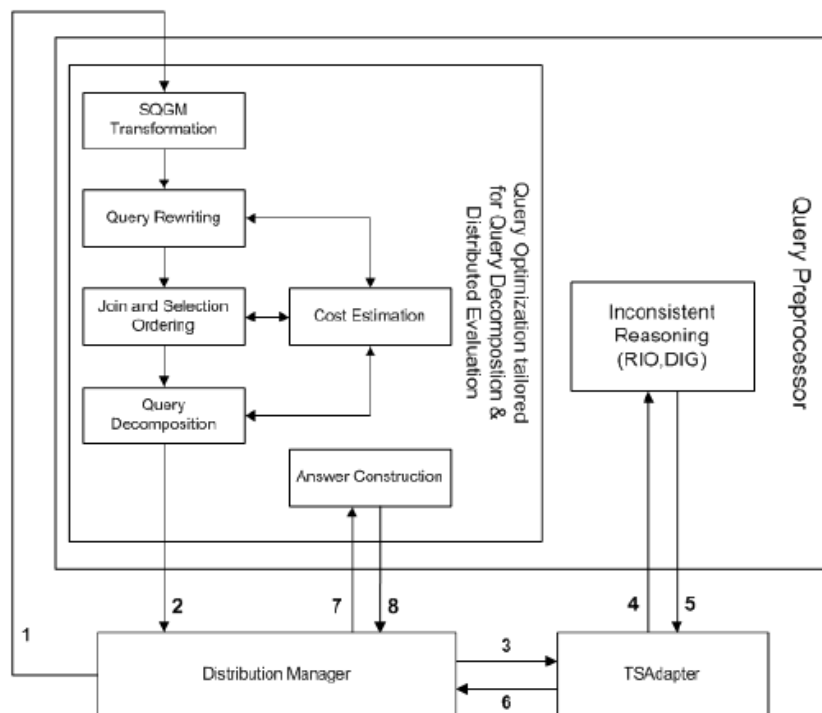 SQGM
Transformation
Query Rewriting
Join and Selection
Ordering
Cost Estimation
Query
Decomposition
Answer Construction
Query Optimization tailored
for Query Decompostion &
Distributed Evaluation
Inconsistent
Reasoning
(RIO,DIG)
Query Preprocessor
1
2
7
8
4
5
Distribution Manager
3
6
TSAdapter